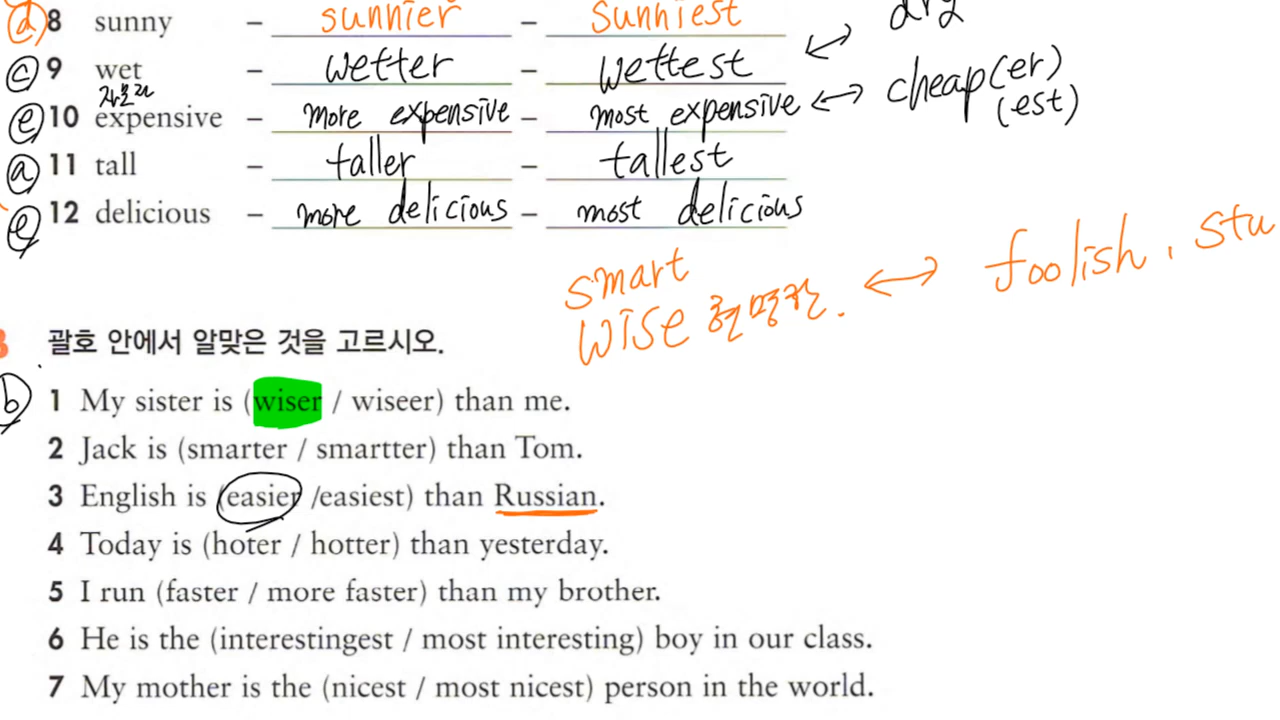 ⓓ 8 sunny - sunnier - sunniest
ⓒ 9 wet - wetter - wettest ↔ dry
ⓔ 10 expensive - more expensive - most expensive ↔ cheap(er)
(est)
ⓐ 11 tall - taller - tallest
ⓔ 12 delicious - more delicious - most delicious
smart
wise 현명한. ↔ foolish, stu
괄호 안에서 알맞은 것을 고르시오.
ⓑ 1 My sister is (wiser / wiseer) than me.
2 Jack is (smarter / smartter) than Tom.
3 English is (easier /easiest) than Russian.
4 Today is (hoter / hotter) than yesterday.
5 I run (faster / more faster) than my brother.
6 He is the (interestingest / most interesting) boy in our class.
7 My mother is the (nicest / most nicest) person in the world.